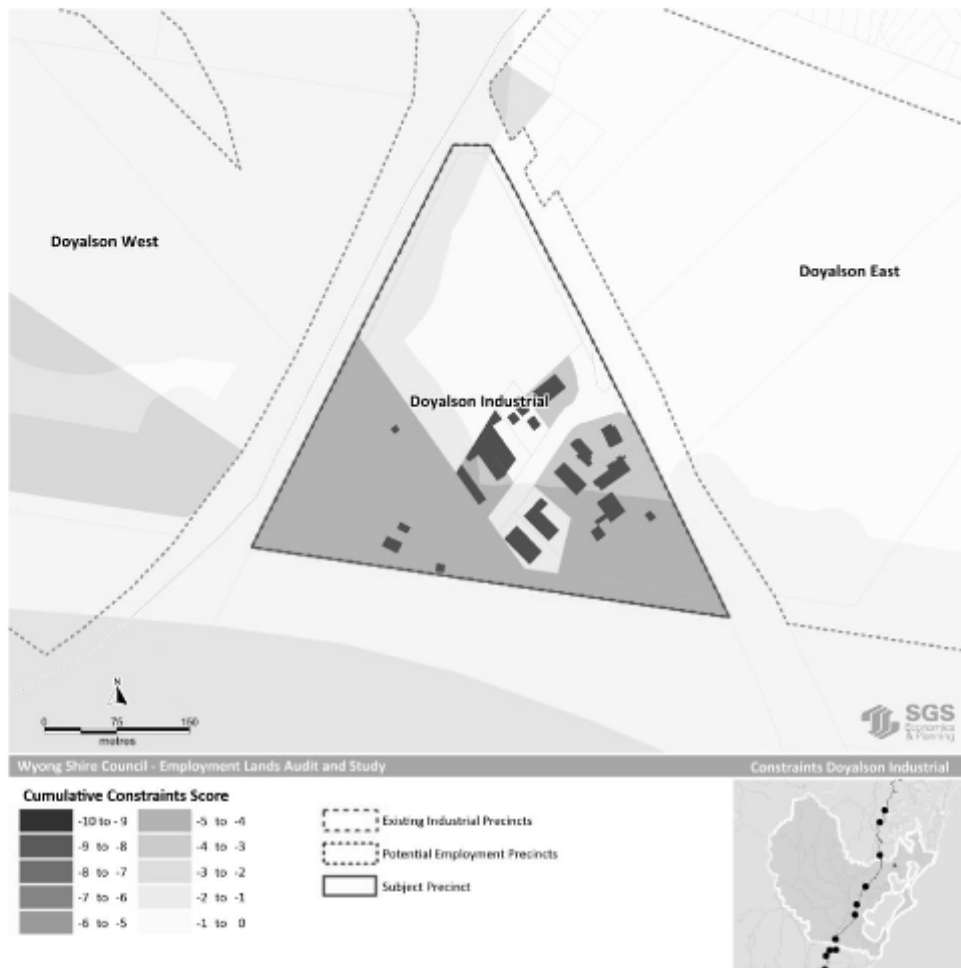 Doyalson West
Doyalson East
Doyalson Industrial
N
0 75 150
metres
SGS
Economics
& Planning
Wyong Shire Council - Employment Lands Audit and Study
Constraints Doyalson Industrial
Cumulative Constraints Score
-10 to - 9
-9 to -8
-8 to -7
-7 to -6
-6 to -5
-5 to -4
-4 to -3
-3 to -2
-2 to -1
-1 to 0
Existing Industrial Precincts
Potential Employment Precincts
Subject Precinct